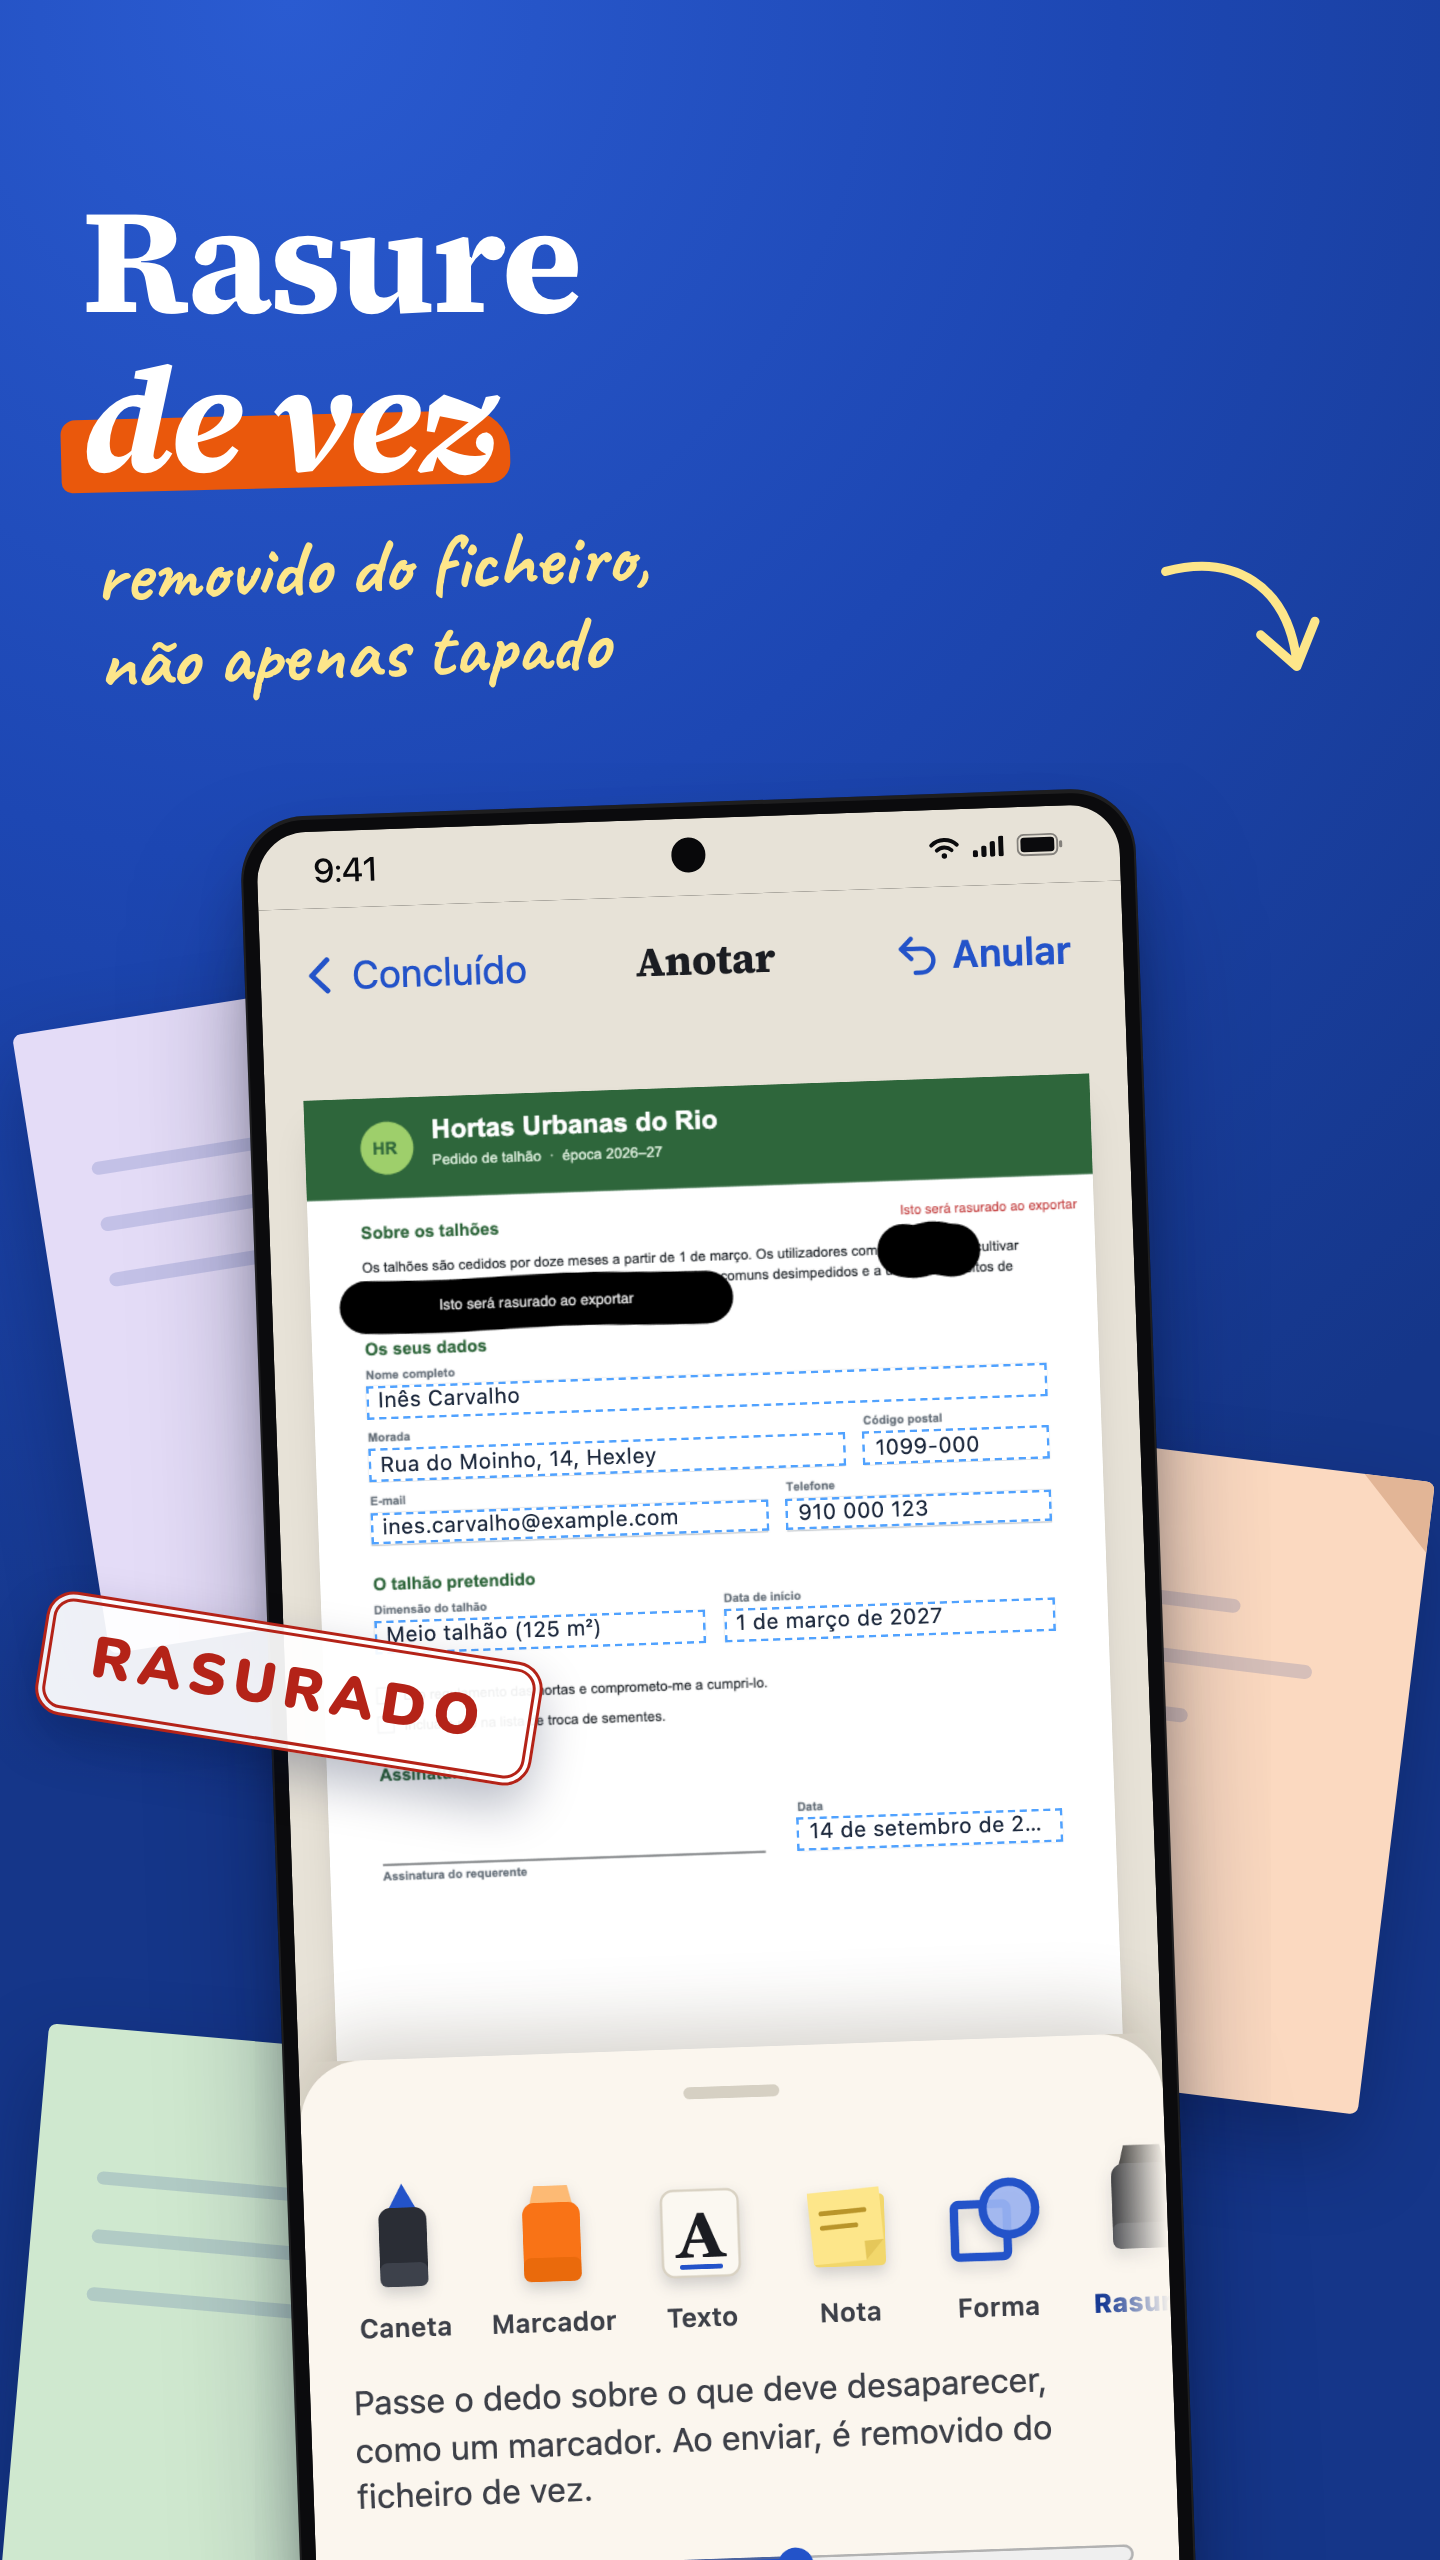 Rasure
de vez
removido do ficheiro,
não apenas tapado
9:41
Concluído
Anotar
Anular
HR
Hortas Urbanas do Rio
Pedido de talhão · época 2026–27
Isto será rasurado ao exportar
Sobre os talhões
Os talhões são cedidos por doze meses a partir de 1 de março. Os utilizadores com
comuns desimpedidos e a de
Isto será rasurado ao exportar
Os seus dados
Nome completo
Inês Carvalho
Morada
Código postal
Rua do Moinho, 14, Hexley
1099-000
E-mail
Telefone
ines.carvalho@example.com
910 000 123
O talhão pretendido
Dimensão do talhão
Data de início
Meio talhão (125 m²)
1 de março de 2027
RASURADO
hortas e comprometo-me a cumpri-lo.
troca de sementes.
Data
14 de setembro de 2...
Assinatura do requerente
Caneta
Marcador
Texto
Nota
Forma
A
Passe o dedo sobre o que deve desaparecer,
como um marcador. Ao enviar, é removido do
ficheiro de vez.